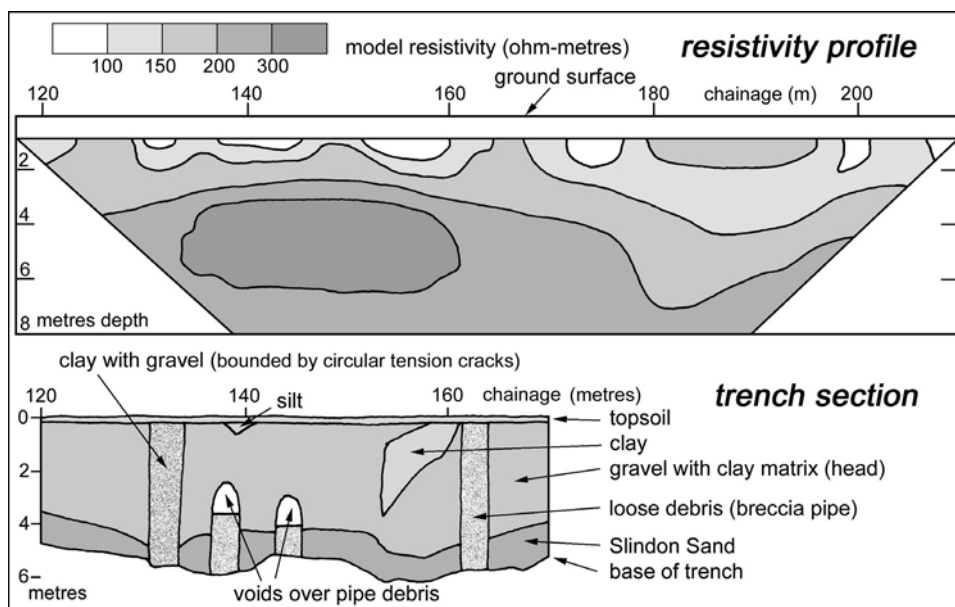 model resistivity (ohm-metres)
resistivity profile
100 150 200 300
ground surface
120 140 160 180 chainage (m) 200
2
4
6
8 metres depth
clay with gravel (bounded by circular tension cracks)
120 140 chainage (metres) 160
trench section
silt
0
topsoil
clay
2
gravel with clay matrix (head)
loose debris (breccia pipe)
4
Slindon Sand
base of trench
6
metres
voids over pipe debris